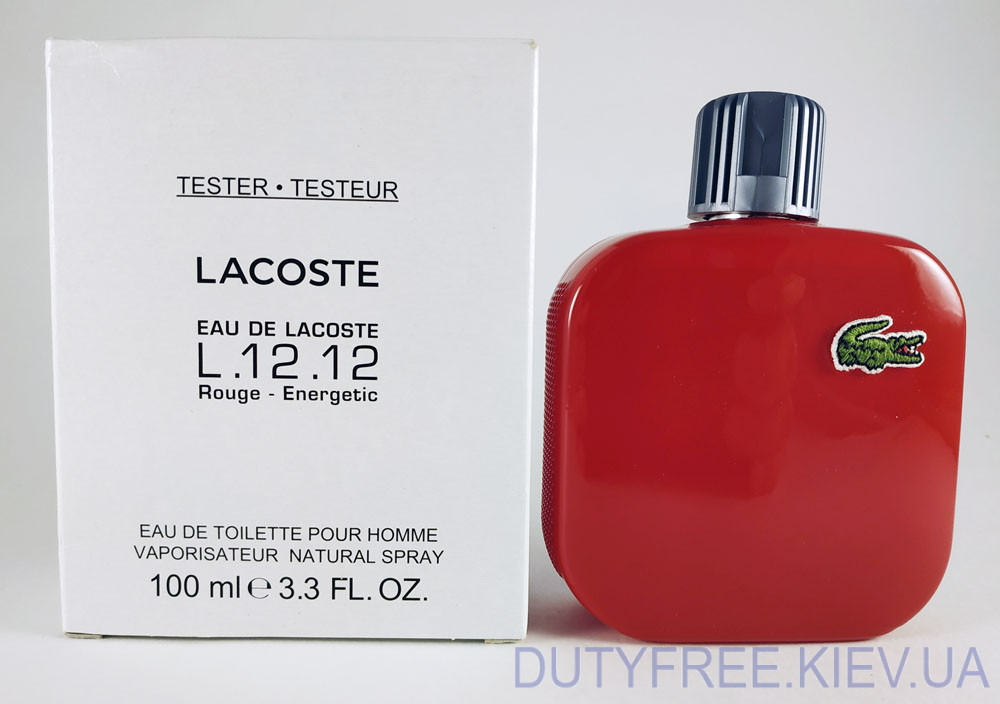 TESTER • TESTEUR
LACOSTE
EAU DE LACOSTE
L.12.12
Rouge - Energetic
EAU DE TOILETTE POUR HOMME
VAPORISATEUR NATURAL SPRAY
100 ml ℮ 3.3 FL. OZ.
DUTYFREE.KIEV.UA